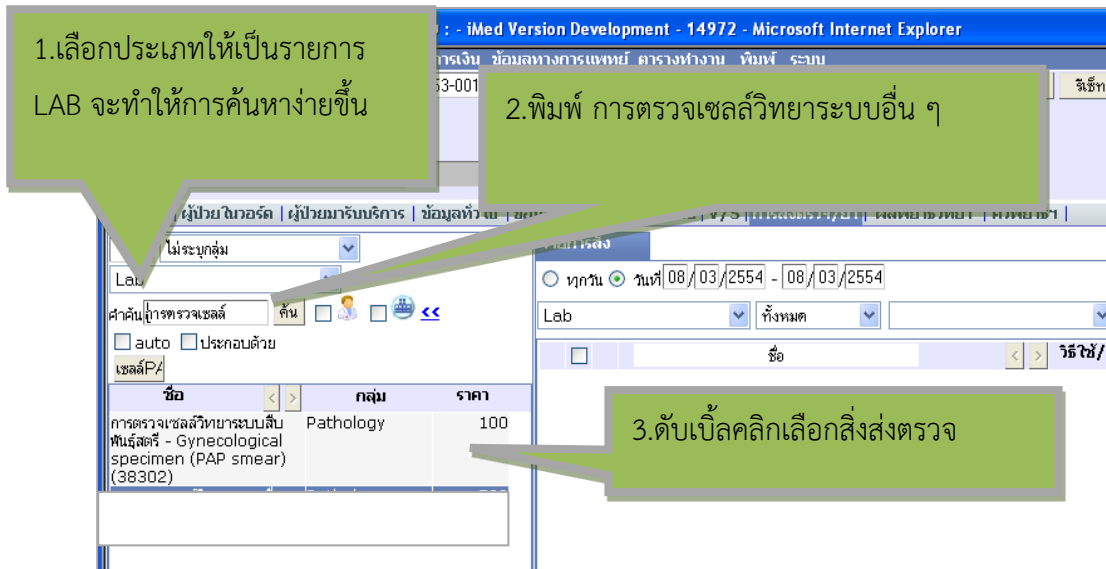 1.เลือกประเภทให้เป็นรายการ
LAB จะทำให้การค้นหาง่ายขึ้น
: - iMed Version Development - 14972 - Microsoft Internet Explorer
ารเงิน ข้อมูลทางการแพทย์ ตารางทำงาน พิมพ์ ระบบ
53-001
รีเซ็ท
2.พิมพ์ การตรวจเซลล์วิทยาระบบอื่น ๆ
ผู้ป่วยในวอร์ด | ผู้ป่วยมารับบริการ | ข้อมูลทั่วไป | V/S |
ไม่ระบุกลุ่ม
Lab
คำค้น การตรวจเซลล์ ค้น <<
auto ประกอบด้วย
เซลล์PA
ชื่อ < > กลุ่ม ราคา
การตรวจเซลล์วิทยาระบบสืบ Pathology 100
พันธุ์สตรี - Gynecological
specimen (PAP smear)
(38302)
รายการสั่ง
ทุกวัน วันที่ 08/03/2554 - 08/03/2554
Lab ทั้งหมด
ชื่อ < > วิธีใช้/
3.ดับเบิ้ลคลิกเลือกสิ่งส่งตรวจ